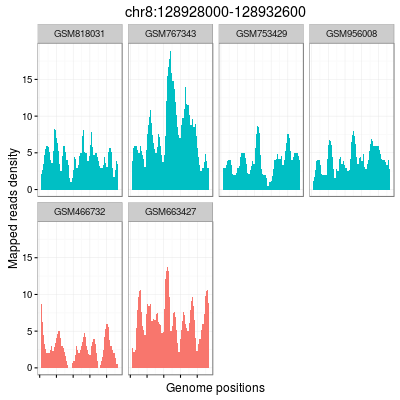 chr8:128928000-128932600
GSM818031 GSM767343 GSM753429 GSM956008
15
10
5
0
Mapped reads density
GSM466732 GSM663427
15
10
5
0
Genome positions